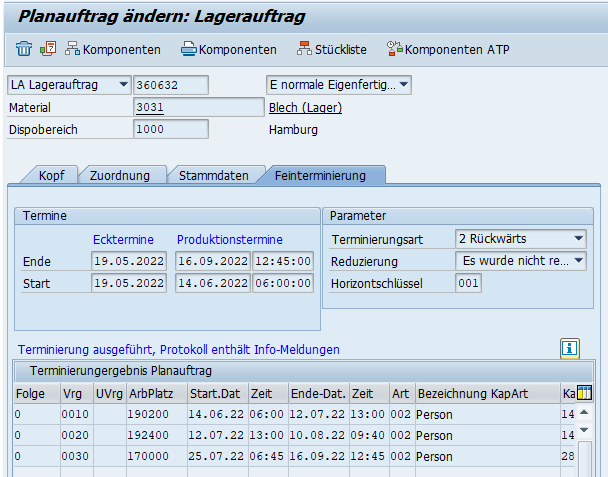 Planauftrag ändern: Lagerauftrag
Komponenten Komponenten Stückliste Komponenten ATP
LA Lagerauftrag 360632 E normale Eigenfertig...
Material 3031 Blech (Lager)
Dispobereich 1000 Hamburg
Kopf Zuordnung Stammdaten Feinterminierung
Termine Parameter
Ecktermine Produktionstermine Terminierungsart 2 Rückwärts
Ende 19.05.2022 16.09.2022 12:45:00 Reduzierung Es wurde nicht re...
Start 19.05.2022 14.06.2022 06:00:00 Horizontschlüssel 001
Terminierung ausgeführt, Protokoll enthält Info-Meldungen
Terminierungergebnis Planauftrag
Folge Vrg UVrg ArbPlatz Start.Dat Zeit Ende-Dat. Zeit Art Bezeichnung KapArt Ka
0 0010 190200 14.06.22 06:00 12.07.22 13:00 002 Person 14
0 0020 192400 12.07.22 13:00 10.08.22 09:40 002 Person 14
0 0030 170000 25.07.22 06:45 16.09.22 12:45 002 Person 28